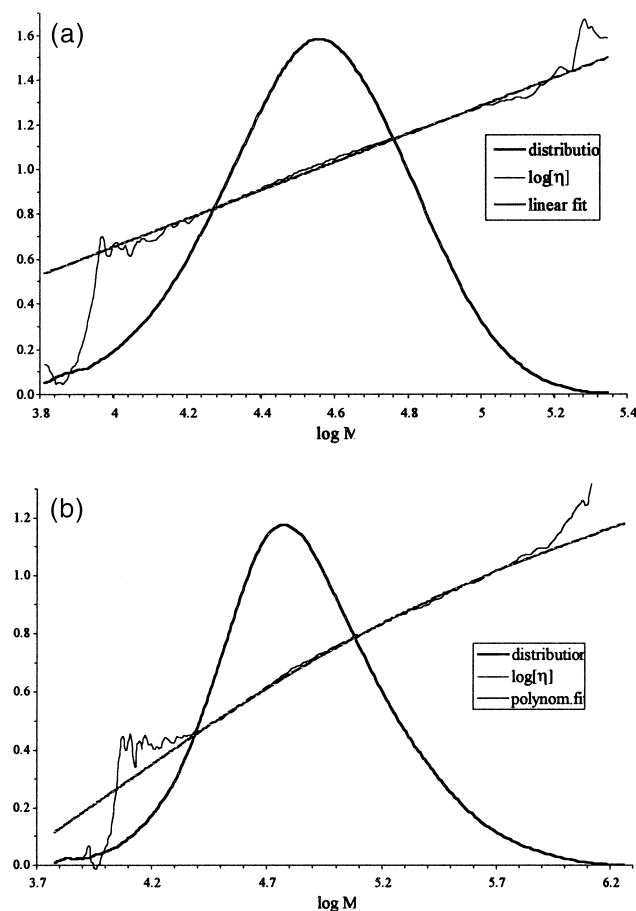 (a)
1.6
1.4
1.2
1.0
0.8
0.6
0.4
0.2
0.0
3.8 4 4.2 4.4 4.6 4.8 5 5.2 5.4
log M
distributio
log[η]
linear fit
(b)
1.2
1.0
0.8
0.6
0.4
0.2
0.0
3.7 4.2 4.7 5.2 5.7 6.2
log M
distribution
log[η]
polynom.fit